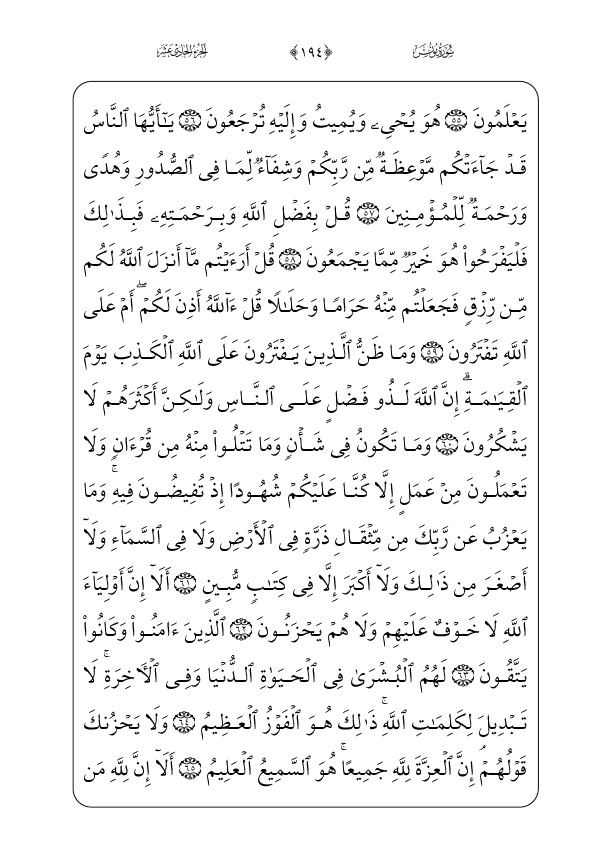 سُورَةُ يُونُسَ ﴿١٩٤﴾ الجُزْءُ الحَادِي عَشَرَ
يَعۡلَمُونَ ٥٥ هُوَ يُحۡيِۦ وَيُمِيتُ وَإِلَيۡهِ تُرۡجَعُونَ ٥٦ يَـٰٓأَيُّهَا ٱلنَّاسُ
قَدۡ جَآءَتۡكُم مَّوۡعِظَةٞ مِّن رَّبِّكُمۡ وَشِفَآءٞ لِّمَا فِي ٱلصُّدُورِ وَهُدٗى
وَرَحۡمَةٞ لِّلۡمُؤۡمِنِينَ ٥٧ قُلۡ بِفَضۡلِ ٱللَّهِ وَبِرَحۡمَتِهِۦ فَبِذَٰلِكَ
فَلۡيَفۡرَحُواْ هُوَ خَيۡرٞ مِّمَّا يَجۡمَعُونَ ٥٨ قُلۡ أَرَءَيۡتُم مَّآ أَنزَلَ ٱللَّهُ لَكُم
مِّن رِّزۡقٖ فَجَعَلۡتُم مِّنۡهُ حَرَامٗا وَحَلَٰلٗا قُلۡ ءَآللَّهُ أَذِنَ لَكُمۡۖ أَمۡ عَلَى
ٱللَّهِ تَفۡتَرُونَ ٥٩ وَمَا ظَنُّ ٱلَّذِينَ يَفۡتَرُونَ عَلَى ٱللَّهِ ٱلۡكَذِبَ يَوۡمَ
ٱلۡقِيَٰمَةِۗ إِنَّ ٱللَّهَ لَذُو فَضۡلٍ عَلَى ٱلنَّاسِ وَلَٰكِنَّ أَكۡثَرَهُمۡ لَا
يَشۡكُرُونَ ٦٠ وَمَا تَكُونُ فِي شَأۡنٖ وَمَا تَتۡلُواْ مِنۡهُ مِن قُرۡءَانٖ وَلَا
تَعۡمَلُونَ مِنۡ عَمَلٍ إِلَّا كُنَّا عَلَيۡكُمۡ شُهُودًا إِذۡ تُفِيضُونَ فِيهِۚ وَمَا
يَعۡزُبُ عَن رَّبِّكَ مِن مِّثۡقَالِ ذَرَّةٖ فِي ٱلۡأَرۡضِ وَلَا فِي ٱلسَّمَآءِ وَلَآ
أَصۡغَرَ مِن ذَٰلِكَ وَلَآ أَكۡبَرَ إِلَّا فِي كِتَٰبٖ مُّبِينٍ ٦١ أَلَآ إِنَّ أَوۡلِيَآءَ
ٱللَّهِ لَا خَوۡفٌ عَلَيۡهِمۡ وَلَا هُمۡ يَحۡزَنُونَ ٦٢ ٱلَّذِينَ ءَامَنُواْ وَكَانُواْ
يَتَّقُونَ ٦٣ لَهُمُ ٱلۡبُشۡرَىٰ فِي ٱلۡحَيَوٰةِ ٱلدُّنۡيَا وَفِي ٱلۡأٓخِرَةِۚ لَا
تَبۡدِيلَ لِكَلِمَٰتِ ٱللَّهِۚ ذَٰلِكَ هُوَ ٱلۡفَوۡزُ ٱلۡعَظِيمُ ٦٤ وَلَا يَحۡزُنكَ
قَوۡلُهُمۡۘ إِنَّ ٱلۡعِزَّةَ لِلَّهِ جَمِيعًاۚ هُوَ ٱلسَّمِيعُ ٱلۡعَلِيمُ ٦٥ أَلَآ إِنَّ لِلَّهِ مَن